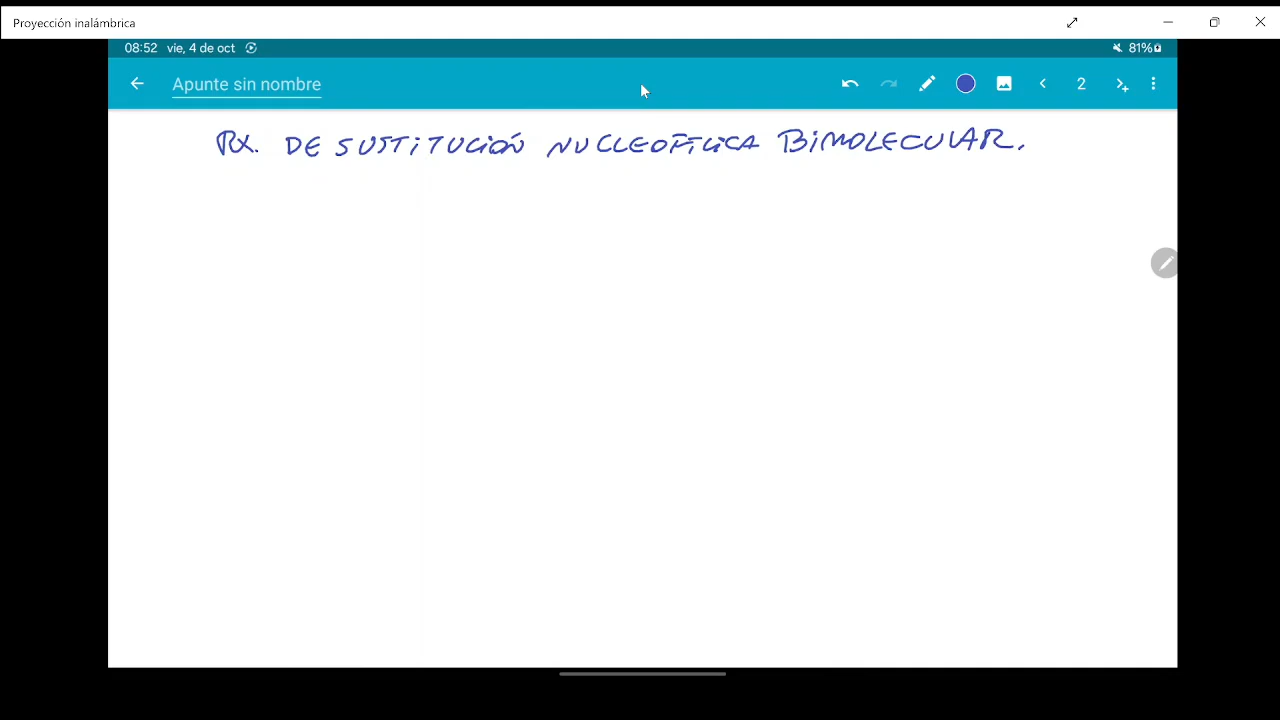 Proyección inalámbrica
08:52 vie, 4 de oct 81%
Apunte sin nombre 2
RX. DE SUSTITUCIÓN NUCLEOFÍLICA BIMOLECULAR.